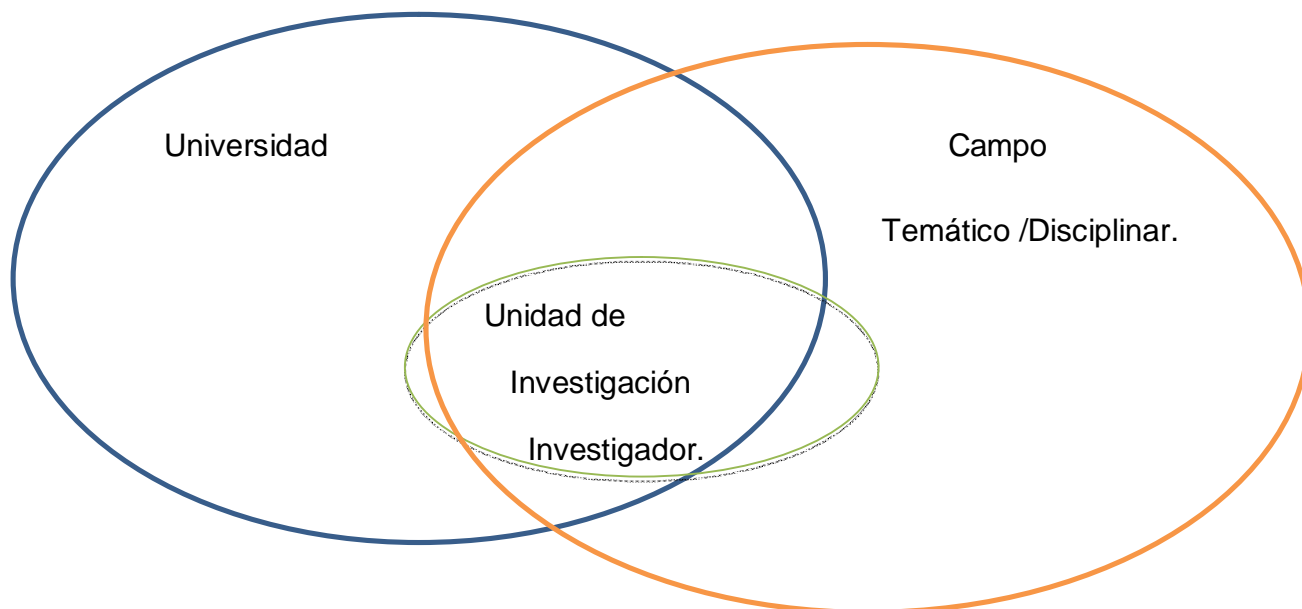 Universidad
Campo
Temático /Disciplinar.
Unidad de
Investigación
Investigador.